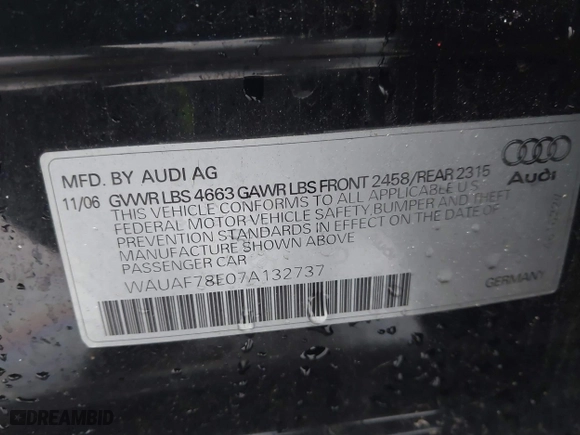 MFD. BY AUDI AG
11/06 GVWR LBS 4663 GAWR LBS FRONT 2458/REAR 2315
THIS VEHICLE CONFORMS TO ALL APPLICABLE U.S.
FEDERAL MOTOR VEHICLE SAFETY, BUMPER AND THEFT
PREVENTION STANDARDS IN EFFECT ON THE DATE OF
MANUFACTURE SHOWN ABOVE
PASSENGER CAR
WAUAF78E07A132737
Audi
GERMANY
DREAMBID